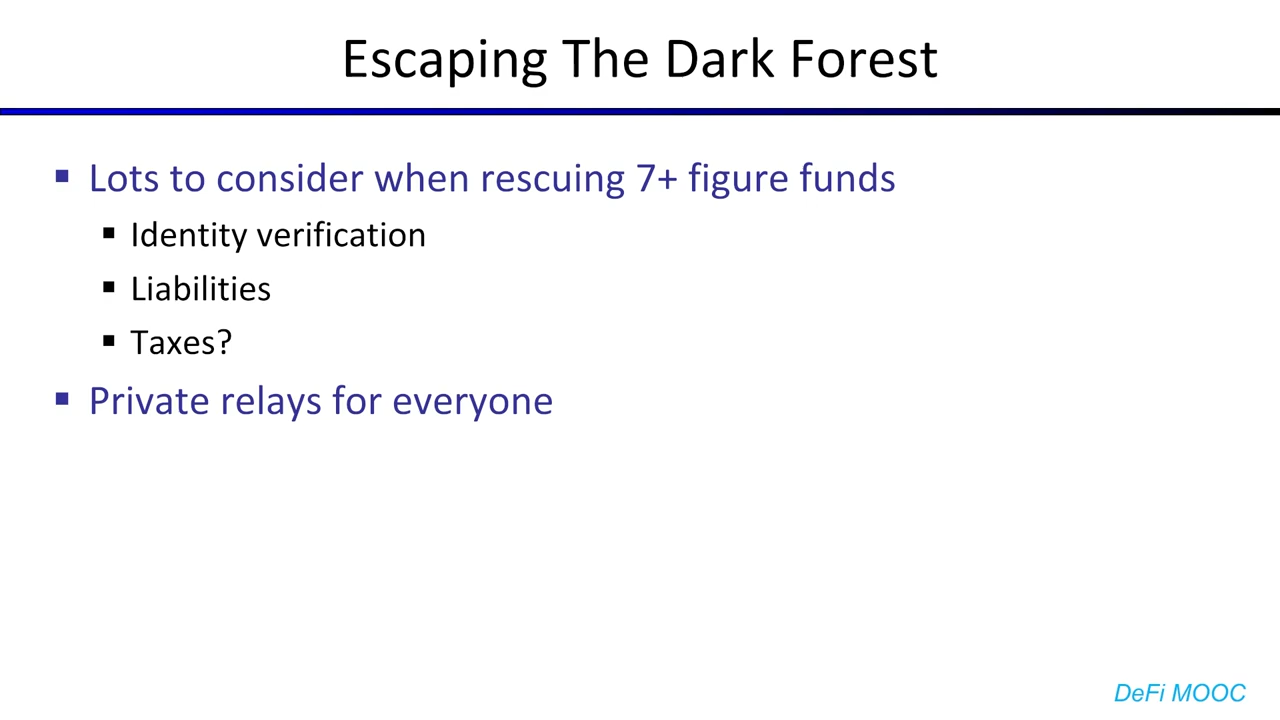 Escaping The Dark Forest
▪ Lots to consider when rescuing 7+ figure funds
▪ Identity verification
▪ Liabilities
▪ Taxes?
▪ Private relays for everyone
DeFi MOOC